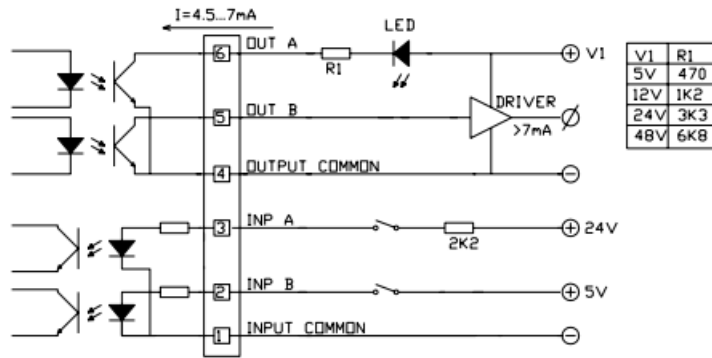 I=4.5...7mA
LED
6 OUT A
R1
V1
5 OUT B
DRIVER
>7mA
4 OUTPUT COMMON
3 INP A
2K2
24V
2 INP B
5V
1 INPUT COMMON
V1 R1
5V 470
12V 1K2
24V 3K3
48V 6K8